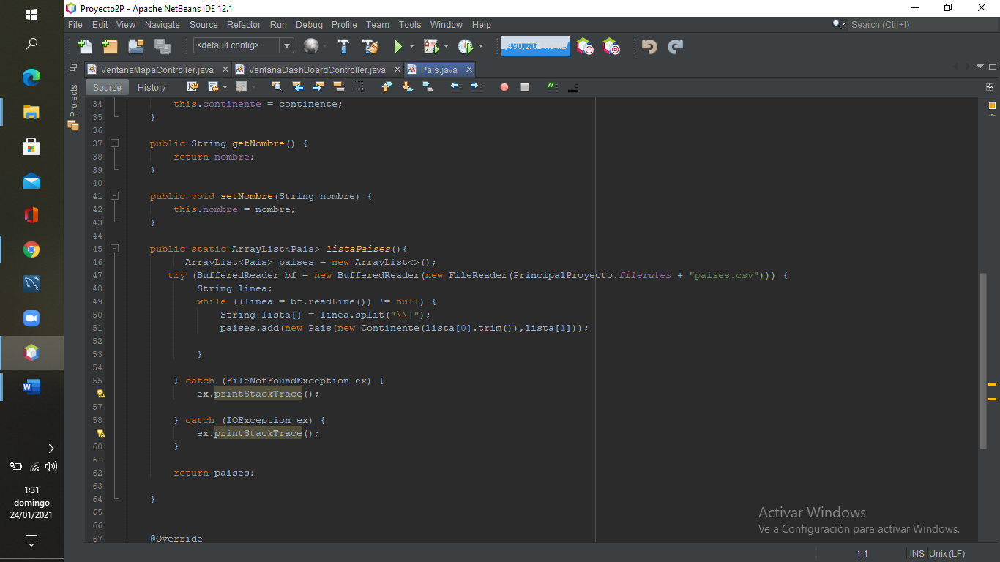 Proyecto2P - Apache NetBeans IDE 12.1
File Edit View Navigate Source Refactor Run Debug Profile Team Tools Window Help
Search (Ctrl+I)
<default config>
VentanaMapaController.java VentanaDashBoardController.java Pais.java
Projects
Source History
34 this.continente = continente;
35 }
36
37 public String getNombre() {
38 return nombre;
39 }
40
41 public void setNombre(String nombre) {
42 this.nombre = nombre;
43 }
44
45 public static ArrayList<Pais> listaPaises(){
46 ArrayList<Pais> paises = new ArrayList<>();
47 try (BufferedReader bf = new BufferedReader(new FileReader(PrincipalProyecto.filerutes + "paises.csv"))) {
48 String linea;
49 while ((linea = bf.readLine()) != null) {
50 String lista[] = linea.split("\\|");
51 paises.add(new Pais(new Continente(lista[0].trim()),lista[1]));
52
53 }
54
55 } catch (FileNotFoundException ex) {
ex.printStackTrace();
57
58 } catch (IOException ex) {
ex.printStackTrace();
60 }
61
62 return paises;
63
64 }
65
66
67 @Override
1:31
domingo
24/01/2021
Activar Windows
Ve a Configuración para activar Windows.
1:1 INS Unix (LF)